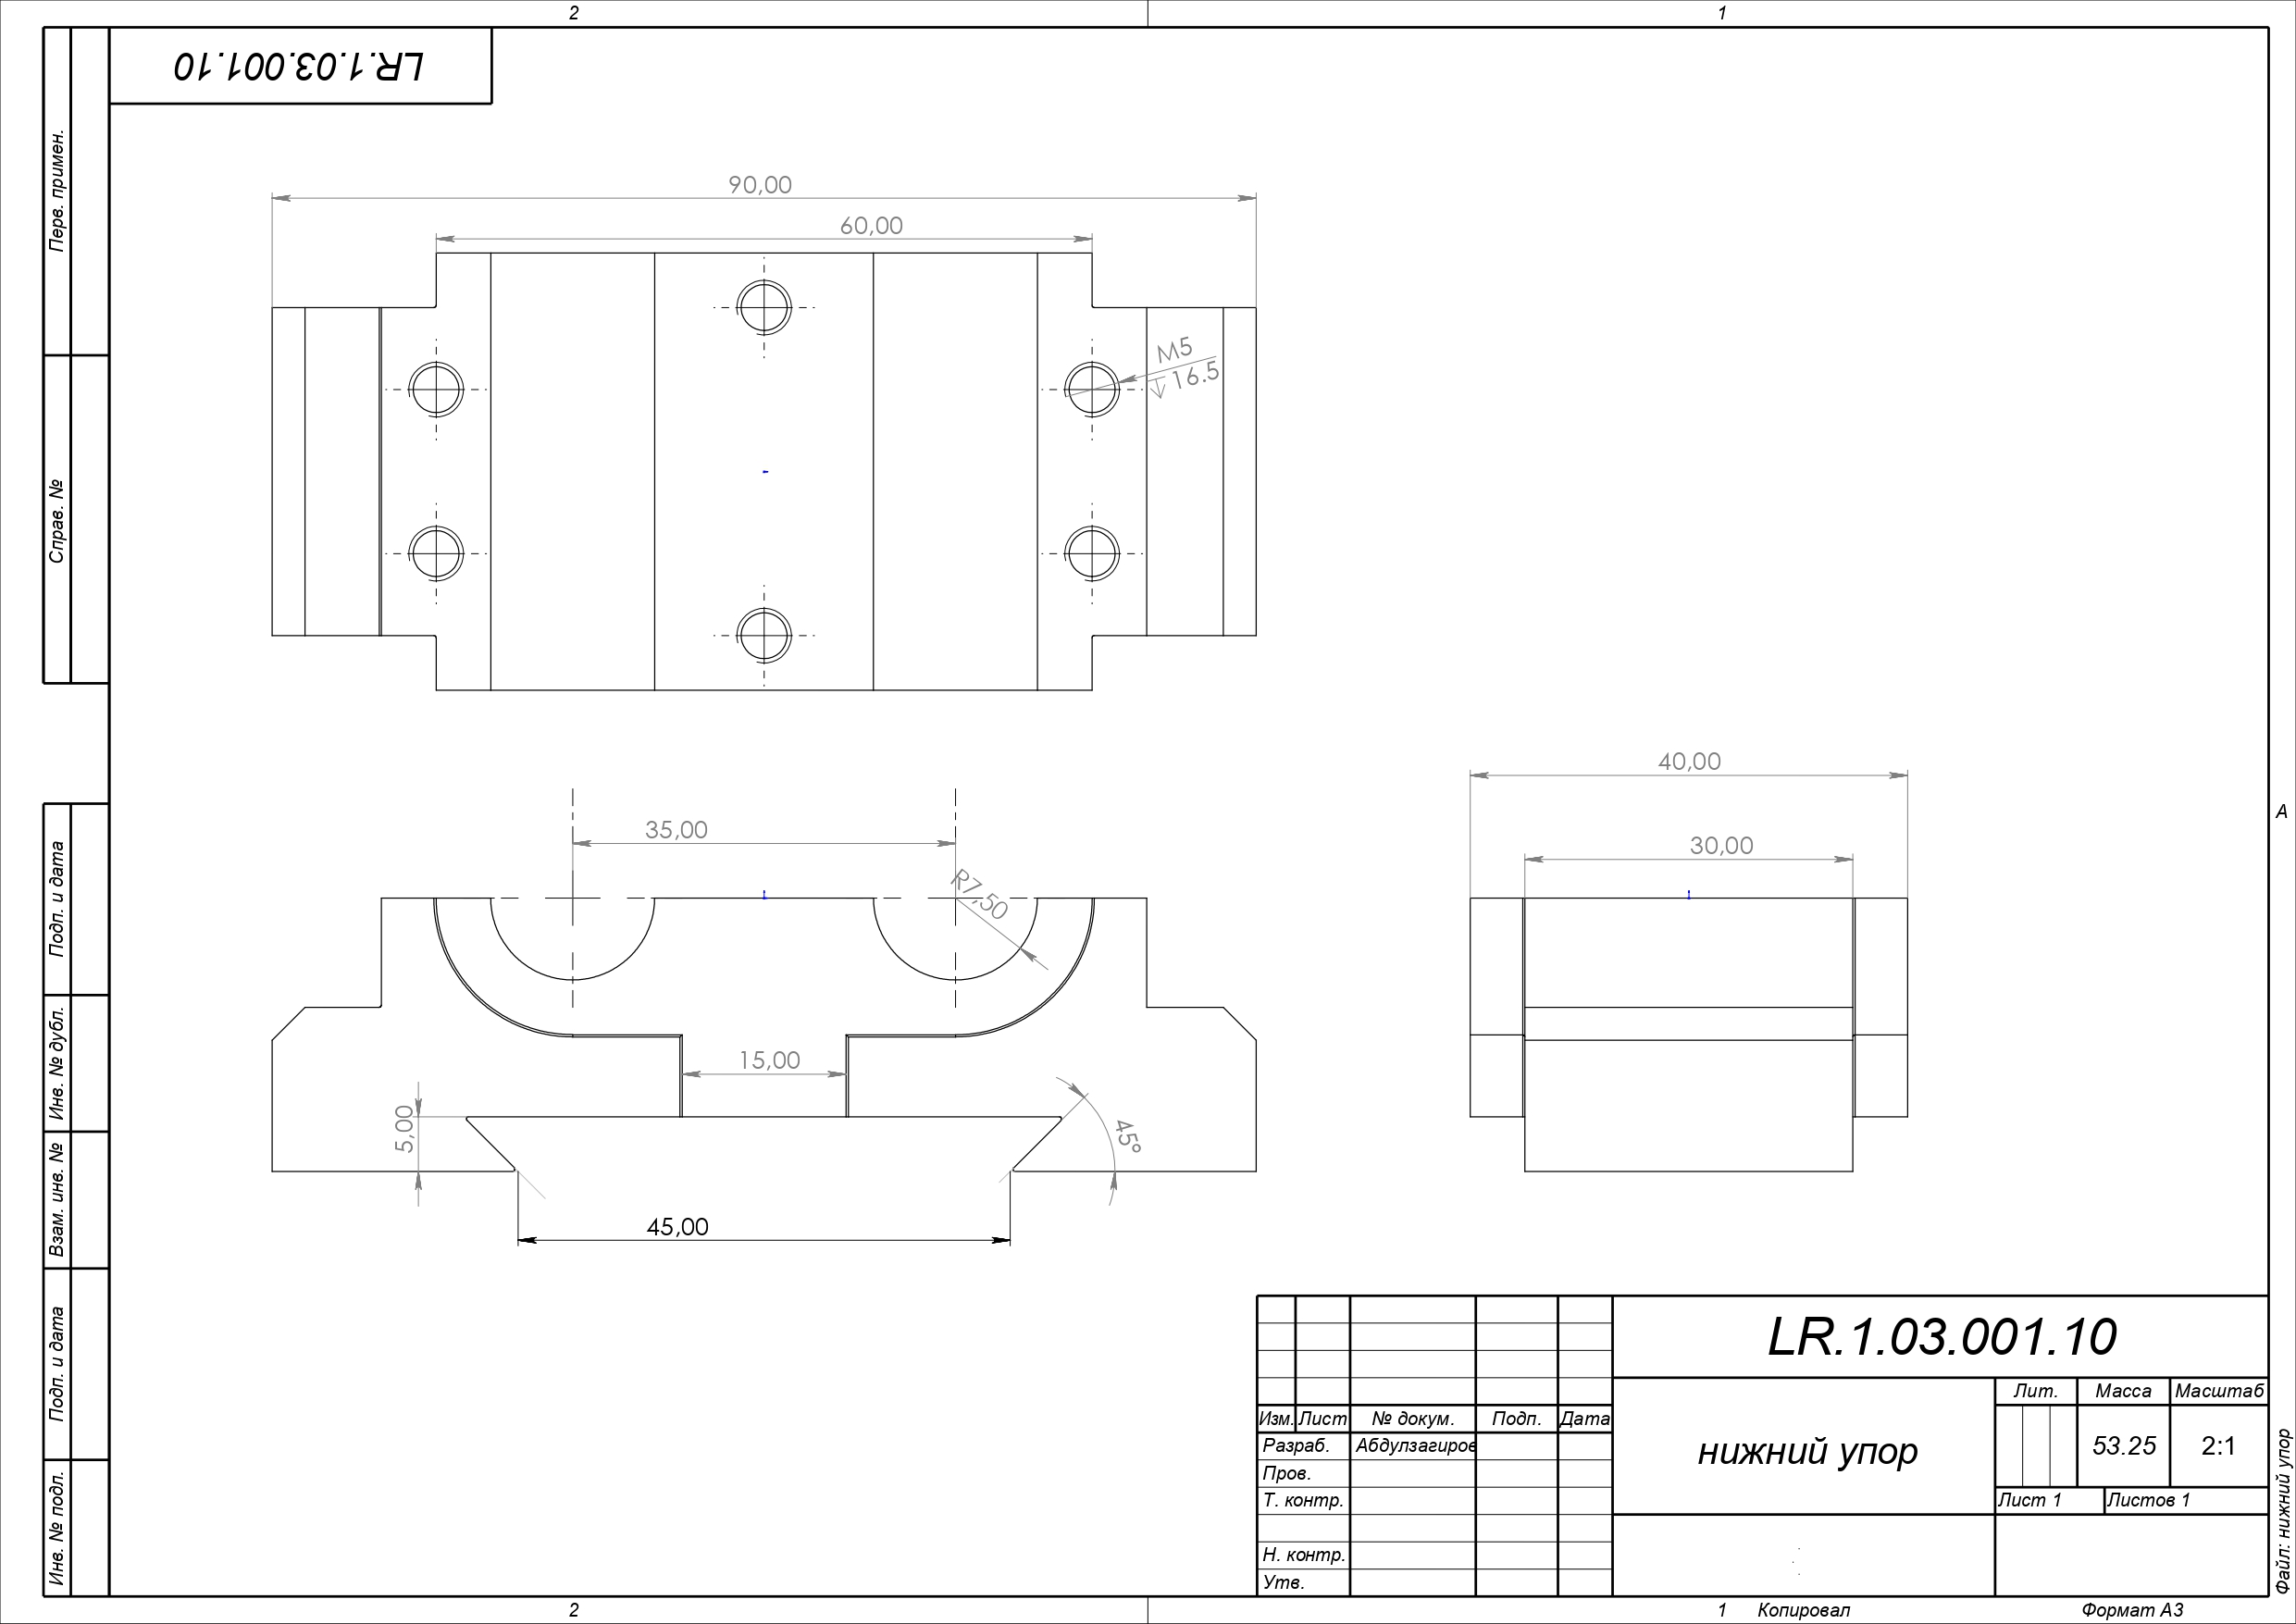 2
1
LR.1.03.001.10
Перв. примен.
Справ. №
90,00
60,00
M5
16.5
40,00
30,00
35,00
R7,50
15,00
5,00
45°
45,00
А
Подп. и дата
Инв. № дубл.
Взам. инв. №
Подп. и дата
Инв. № подл.
LR.1.03.001.10
Лит.
Масса
Масштаб
Изм.
Лист
№ докум.
Подп.
Дата
Разраб.
Абдулзагиров
нижний упор
53.25
2:1
Пров.
Т. контр.
Лист 1
Листов 1
Н. контр.
Утв.
Файл: нижний упор
2
1
Копировал
Формат А3